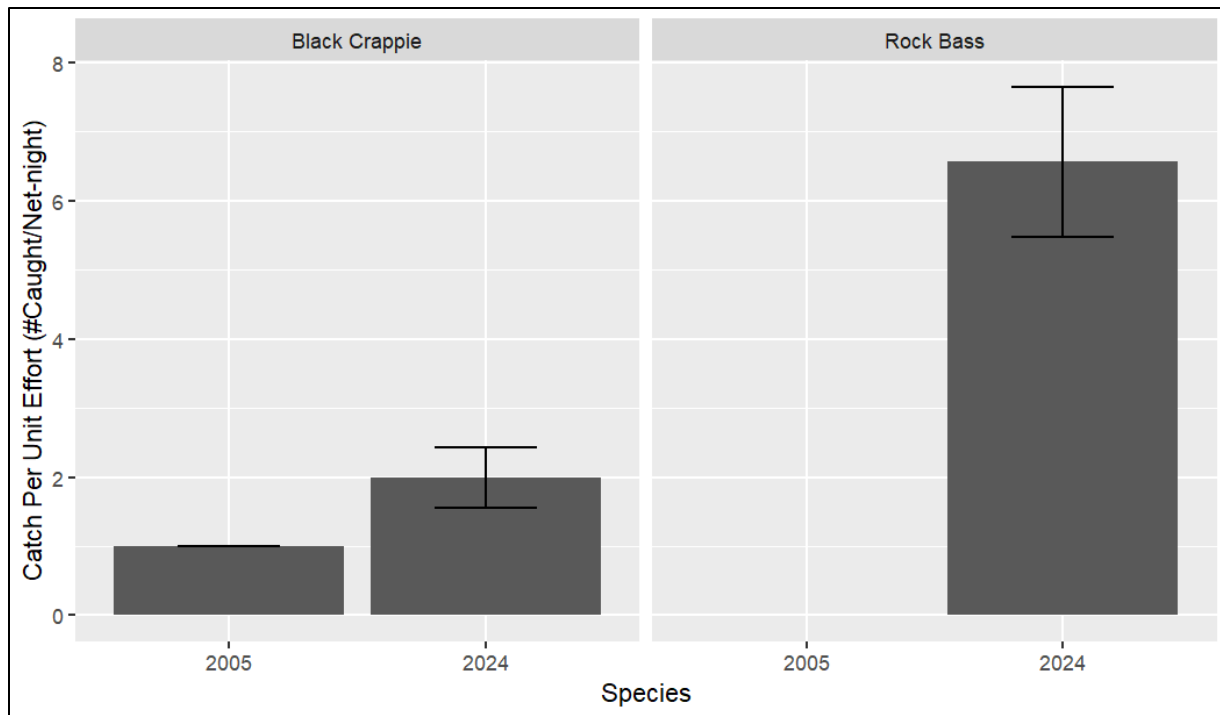 Black Crappie
Rock Bass
Catch Per Unit Effort (#Caught/Net-night)
8
6
4
2
0
2005
2024
2005
2024
Species